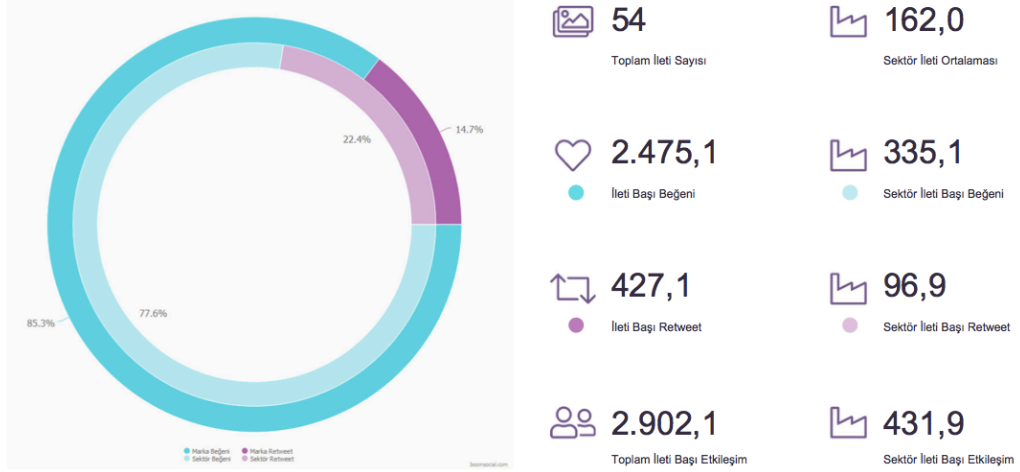 14.7%
22.4%
77.6%
85.3%
Marka Beğeni Marka Retweet
Sektör Beğeni Sektör Retweet
boomsocial.com
54 162,0
Toplam İleti Sayısı Sektör İleti Ortalaması
2.475,1 335,1
İleti Başı Beğeni Sektör İleti Başı Beğeni
427,1 96,9
İleti Başı Retweet Sektör İleti Başı Retweet
2.902,1 431,9
Toplam İleti Başı Etkileşim Sektör İleti Başı Etkileşim